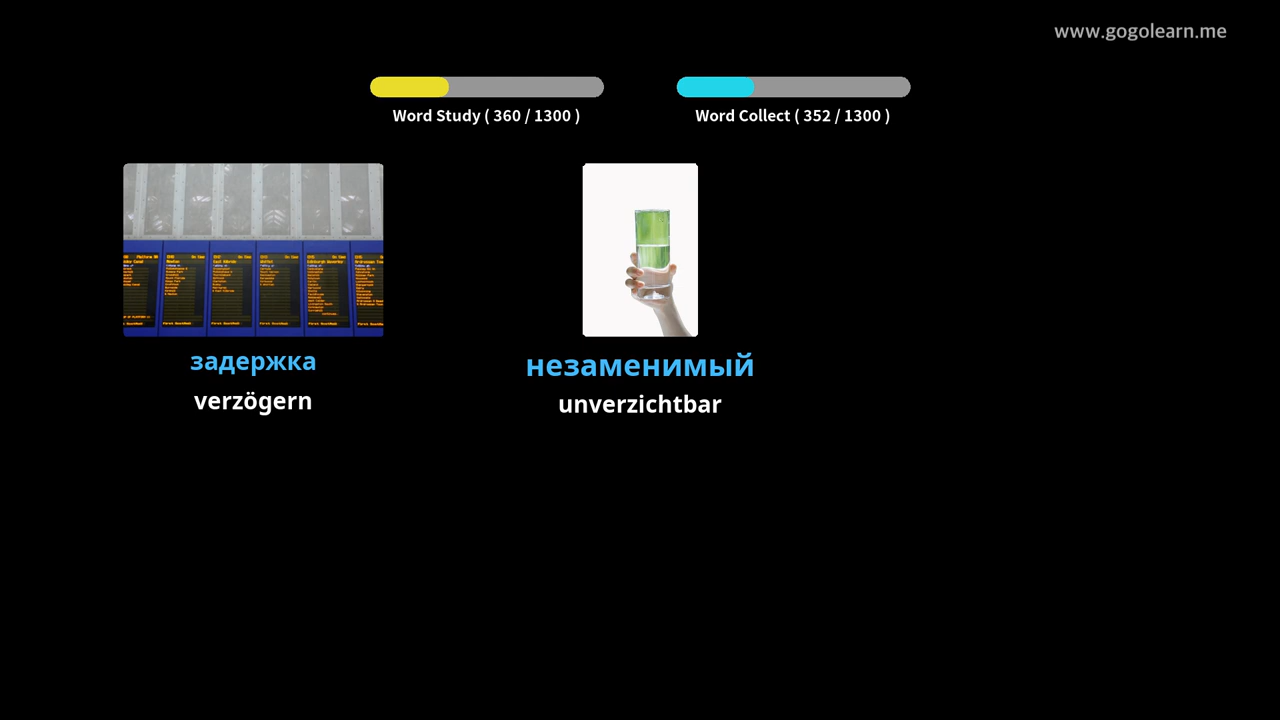 www.gogolearn.me
Word Study ( 360 / 1300 )
Word Collect ( 352 / 1300 )
задержка
verzögern
незаменимый
unverzichtbar